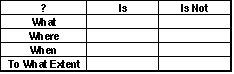 ? Is Is Not
What
Where
When
To What Extent